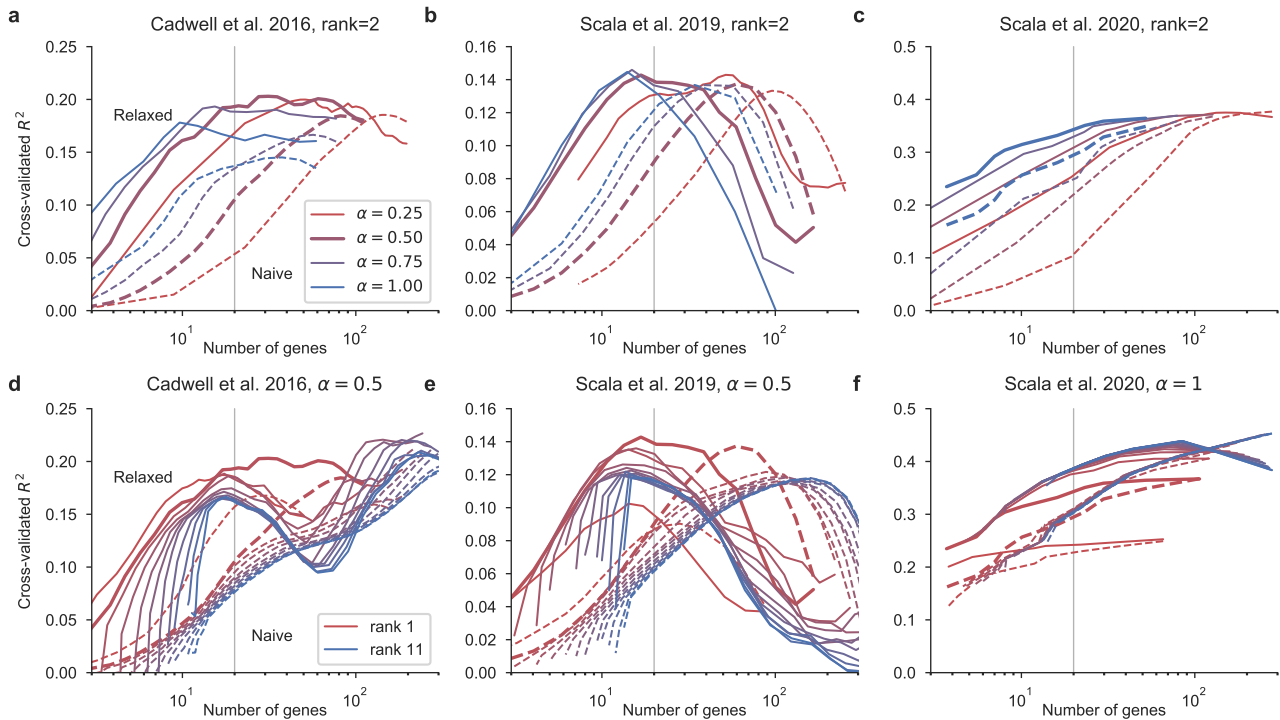 a
Cadwell et al. 2016, rank=2
0.25
0.20
0.15
0.10
0.05
0.00
Cross-validated R²
Relaxed
Naive
α = 0.25
α = 0.50
α = 0.75
α = 1.00
10¹
10²
Number of genes
b
Scala et al. 2019, rank=2
0.16
0.14
0.12
0.10
0.08
0.06
0.04
0.02
0.00
10¹
10²
Number of genes
c
Scala et al. 2020, rank=2
0.5
0.4
0.3
0.2
0.1
0.0
10¹
10²
Number of genes
d
Cadwell et al. 2016, α = 0.5
0.25
0.20
0.15
0.10
0.05
0.00
Cross-validated R²
Relaxed
Naive
rank 1
rank 11
10¹
10²
Number of genes
e
Scala et al. 2019, α = 0.5
0.16
0.14
0.12
0.10
0.08
0.06
0.04
0.02
0.00
10¹
10²
Number of genes
f
Scala et al. 2020, α = 1
0.5
0.4
0.3
0.2
0.1
0.0
10¹
10²
Number of genes